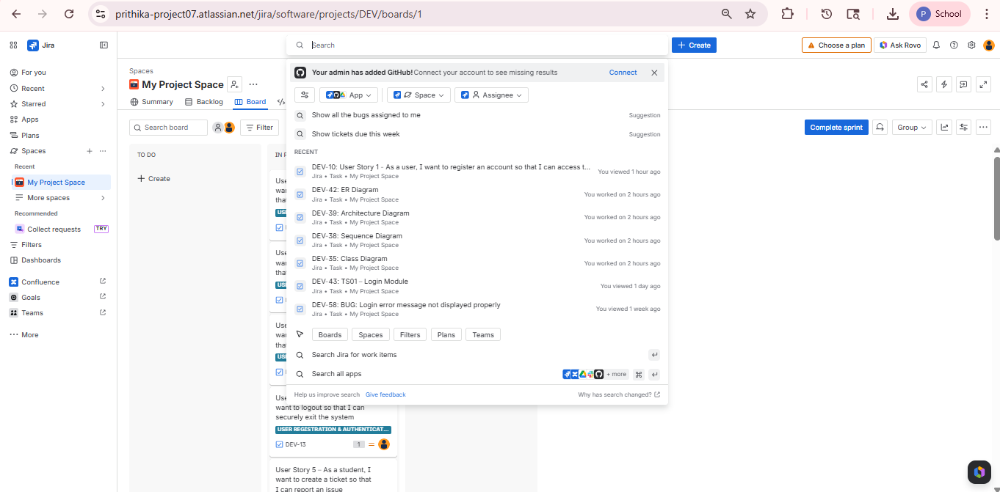 prithika-project07.atlassian.net/jira/software/projects/DEV/boards/1
P School
Jira
Search
+ Create
Choose a plan
Ask Rovo
For you
Recent
Starred
Apps
Plans
Spaces
Recent
My Project Space
More spaces
Recommended
Collect requests TRY
Filters
Dashboards
Confluence
Goals
Teams
More
Spaces
My Project Space
Summary
Backlog
Board
Search board
Filter
Complete sprint
Group
TO DO
+ Create
IN P
Your admin has added GitHub! Connect your account to see missing results Connect
App
Space
Assignee
Show all the bugs assigned to me Suggestion
Show tickets due this week Suggestion
RECENT
DEV-10: User Story 1 - As a user, I want to register an account so that I can access t... You viewed 1 hour ago
Jira • Task • My Project Space
DEV-42: ER Diagram You worked on 2 hours ago
Jira • Task • My Project Space
DEV-39: Architecture Diagram You worked on 2 hours ago
Jira • Task • My Project Space
DEV-38: Sequence Diagram You worked on 2 hours ago
Jira • Task • My Project Space
DEV-35: Class Diagram You worked on 2 hours ago
Jira • Task • My Project Space
DEV-43: TS01 – Login Module You viewed 1 day ago
Jira • Task • My Project Space
DEV-58: BUG: Login error message not displayed properly You viewed 1 week ago
Jira • Task • My Project Space
Boards Spaces Filters Plans Teams
Search Jira for work items
Search all apps + more
Help us improve search Give feedback Why has search changed?
want to logout so that I can
securely exit the system
USER REGISTRATION & AUTHENTICAT...
DEV-13 1
User Story 5 – As a student, I
want to create a ticket so that
I can report an issue